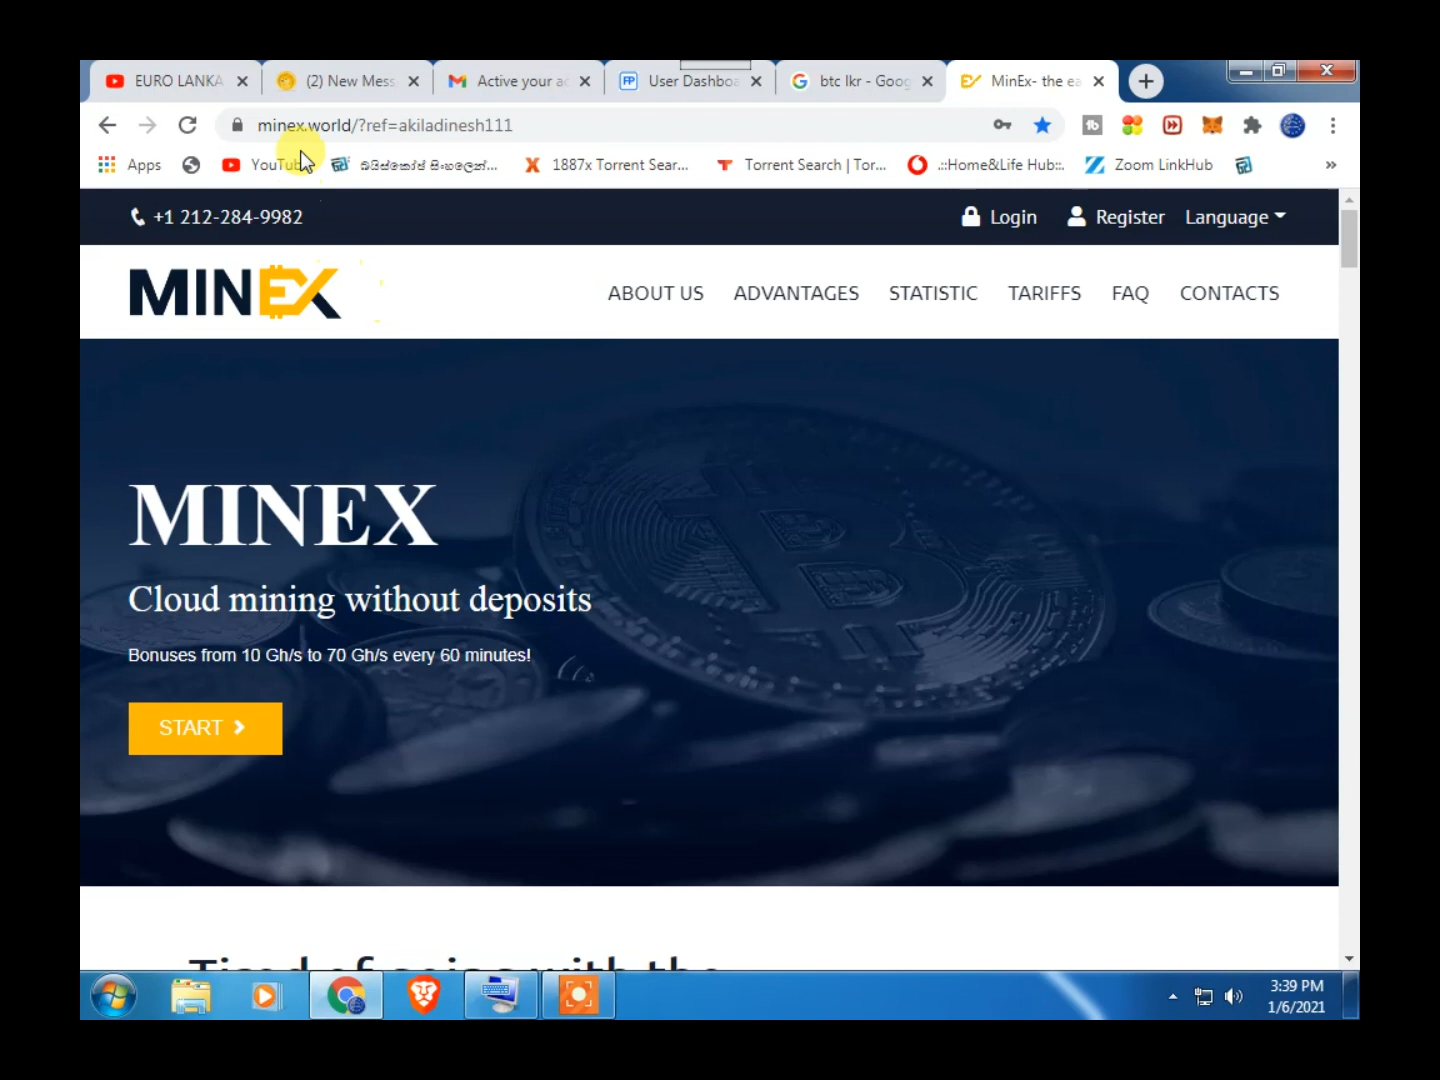 EURO LANKA
(2) New Mess
Active your ac
User Dashboa
btc lkr - Goog
MinEx- the ea
minex.world/?ref=akiladinesh111
Apps
YouTube
බයිස්කෝප් සිංහලෙන්...
1887x Torrent Sear...
Torrent Search | Tor...
.::Home&Life Hub::.
Zoom LinkHub
»
+1 212-284-9982
Login
Register
Language
MINEX
ABOUT US
ADVANTAGES
STATISTIC
TARIFFS
FAQ
CONTACTS
MINEX
Cloud mining without deposits
Bonuses from 10 Gh/s to 70 Gh/s every 60 minutes!
START
3:39 PM
1/6/2021